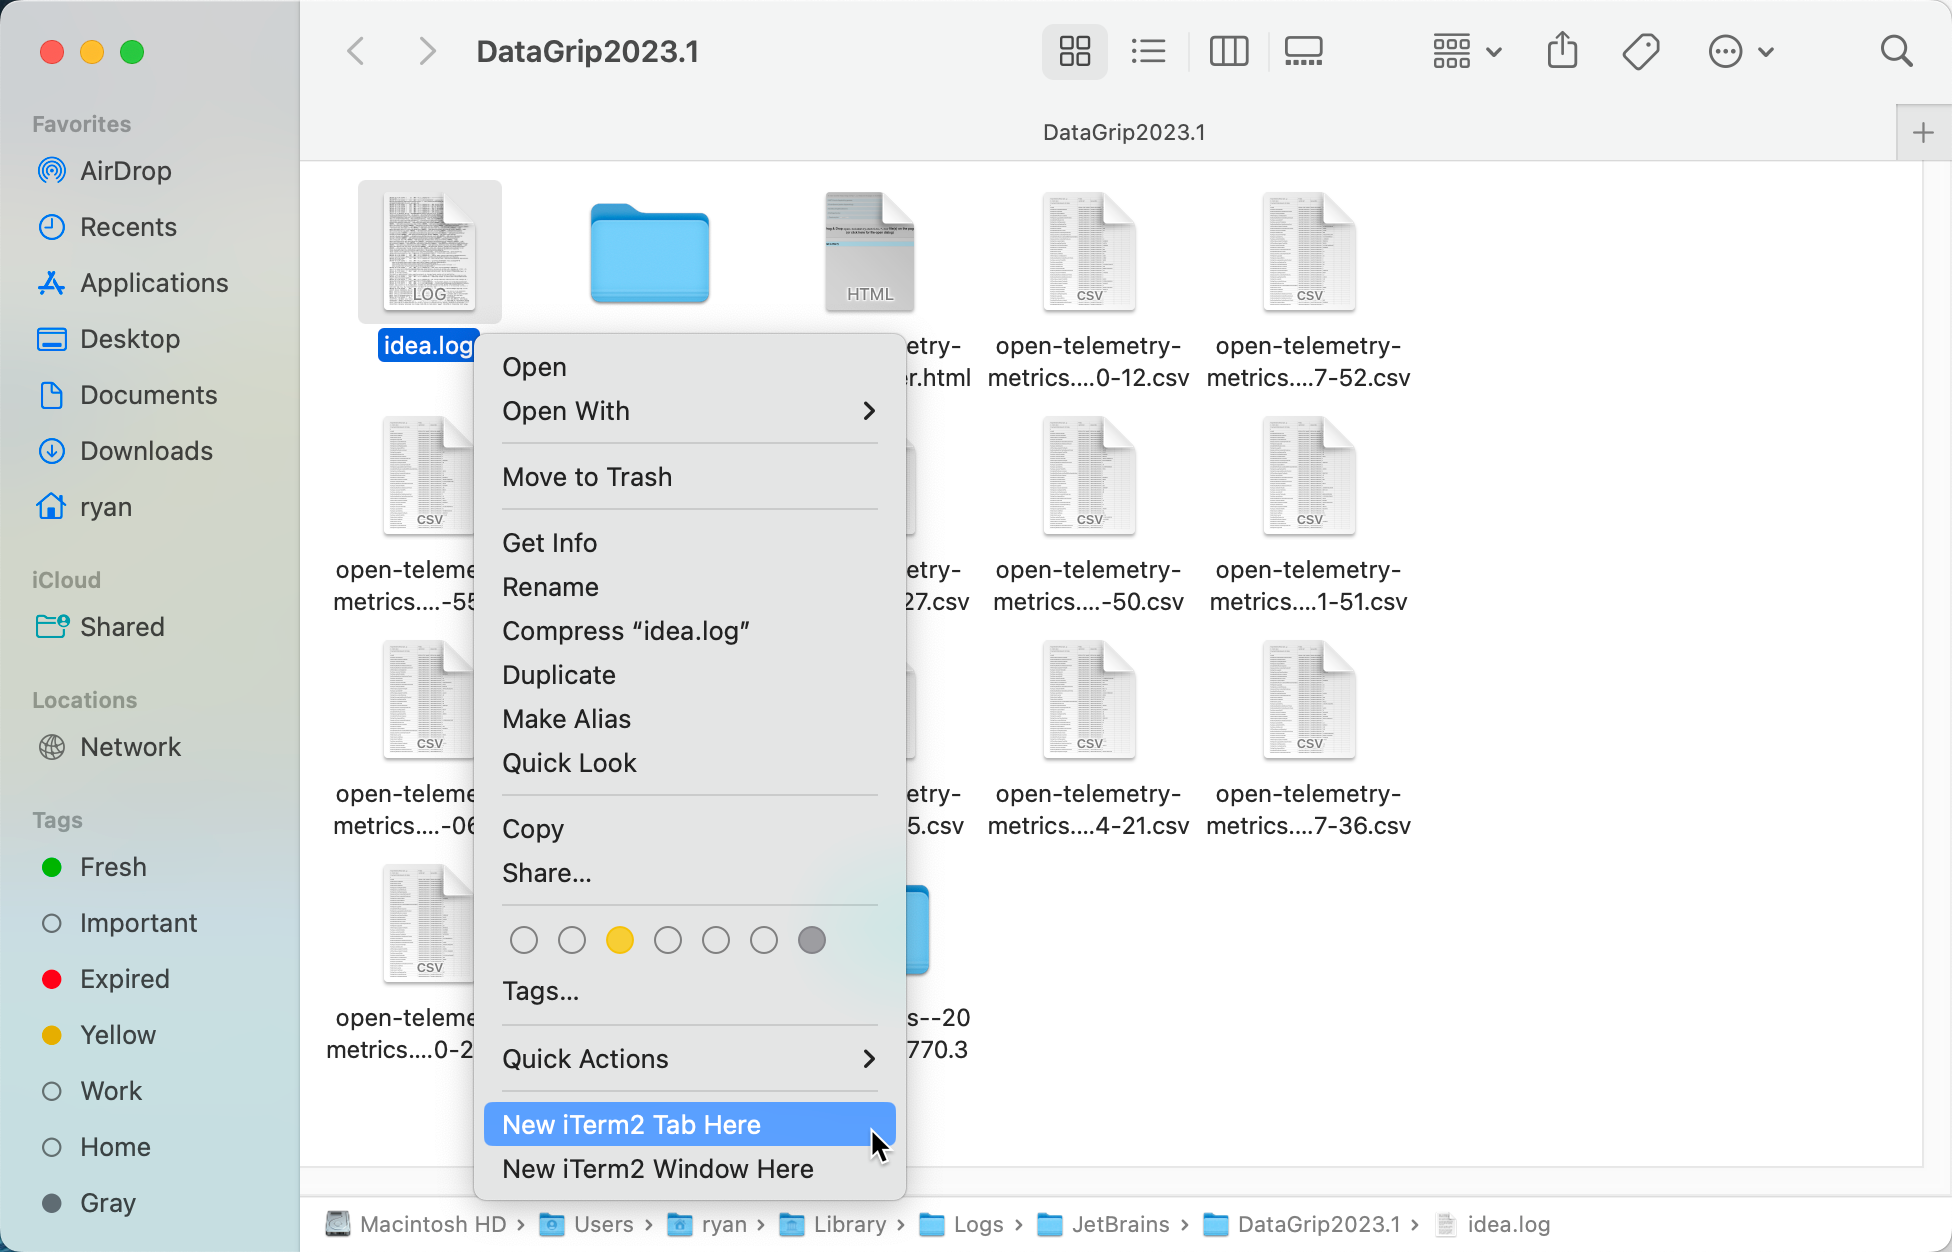 DataGrip2023.1
DataGrip2023.1
Favorites
AirDrop
Recents
Applications
Desktop
Documents
Downloads
ryan
iCloud
Shared
Locations
Network
Tags
Fresh
Important
Expired
Yellow
Work
Home
Gray
LOG
HTML
CSV
CSV
idea.log
etry-
r.html
open-telemetry-
metrics....0-12.csv
open-telemetry-
metrics....7-52.csv
CSV
CSV
CSV
open-teleme
metrics....-55
etry-
27.csv
open-telemetry-
metrics....-50.csv
open-telemetry-
metrics....1-51.csv
CSV
CSV
CSV
open-teleme
metrics....-06
etry-
5.csv
open-telemetry-
metrics....4-21.csv
open-telemetry-
metrics....7-36.csv
CSV
open-teleme
metrics....0-2
s--20
770.3
Open
Open With
Move to Trash
Get Info
Rename
Compress “idea.log”
Duplicate
Make Alias
Quick Look
Copy
Share...
Tags...
Quick Actions
New iTerm2 Tab Here
New iTerm2 Window Here
Macintosh HD › Users › ryan › Library › Logs › JetBrains › DataGrip2023.1 › idea.log